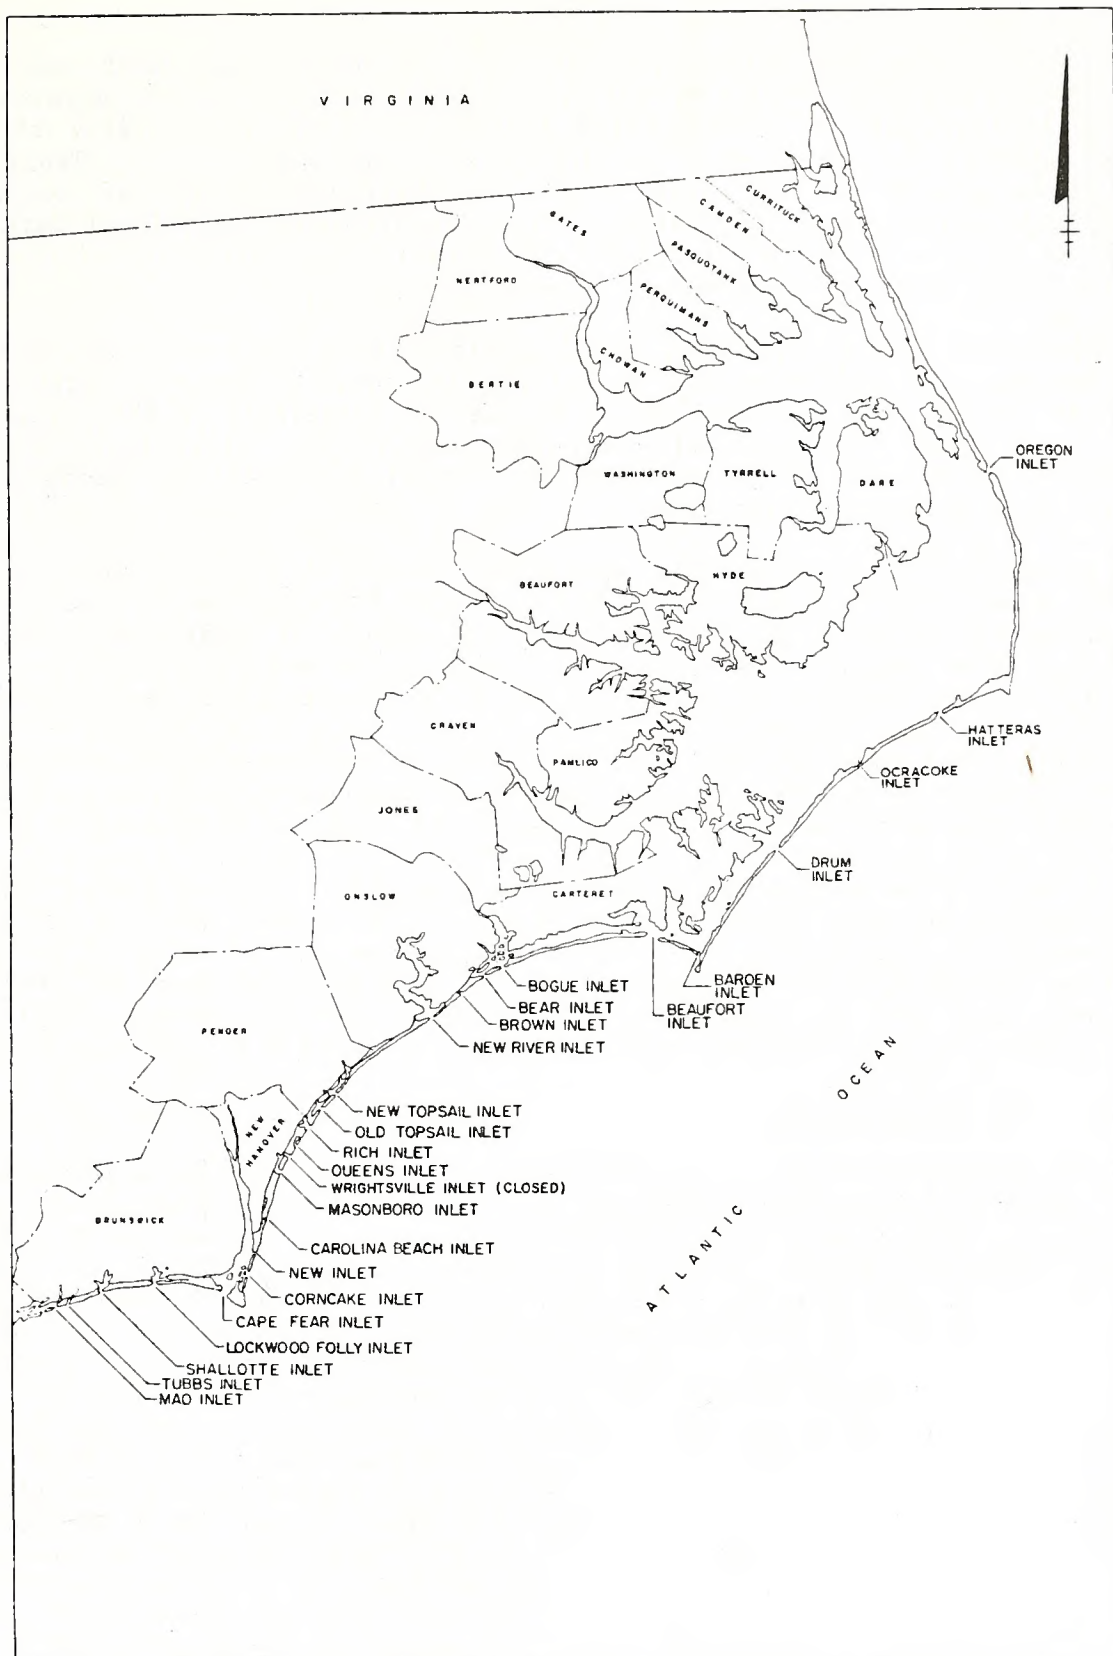 VIRGINIA
CURRITUCK
CAMDEN
GATES
PASQUOTANK
HERTFORD
PERQUIMANS
CHOWAN
BERTIE
OREGON
INLET
WASHINGTON
TYRRELL
DARE
BEAUFORT
HYDE
CRAVEN
HATTERAS
INLET
PAMLICO
OCRACOKE
INLET
JONES
DRUM
INLET
ONSLOW
CARTERET
BARDEN
INLET
BOGUE INLET
BEAR INLET
BEAUFORT
INLET
BROWN INLET
PENDER
NEW RIVER INLET
OCEAN
NEW TOPSAIL INLET
NEW
HANOVER
OLD TOPSAIL INLET
RICH INLET
QUEENS INLET
WRIGHTSVILLE INLET (CLOSED)
MASONBORO INLET
BRUNSWICK
ATLANTIC
CAROLINA BEACH INLET
NEW INLET
CORNCAKE INLET
CAPE FEAR INLET
LOCKWOOD FOLLY INLET
SHALLOTTE INLET
TUBBS INLET
MAD INLET